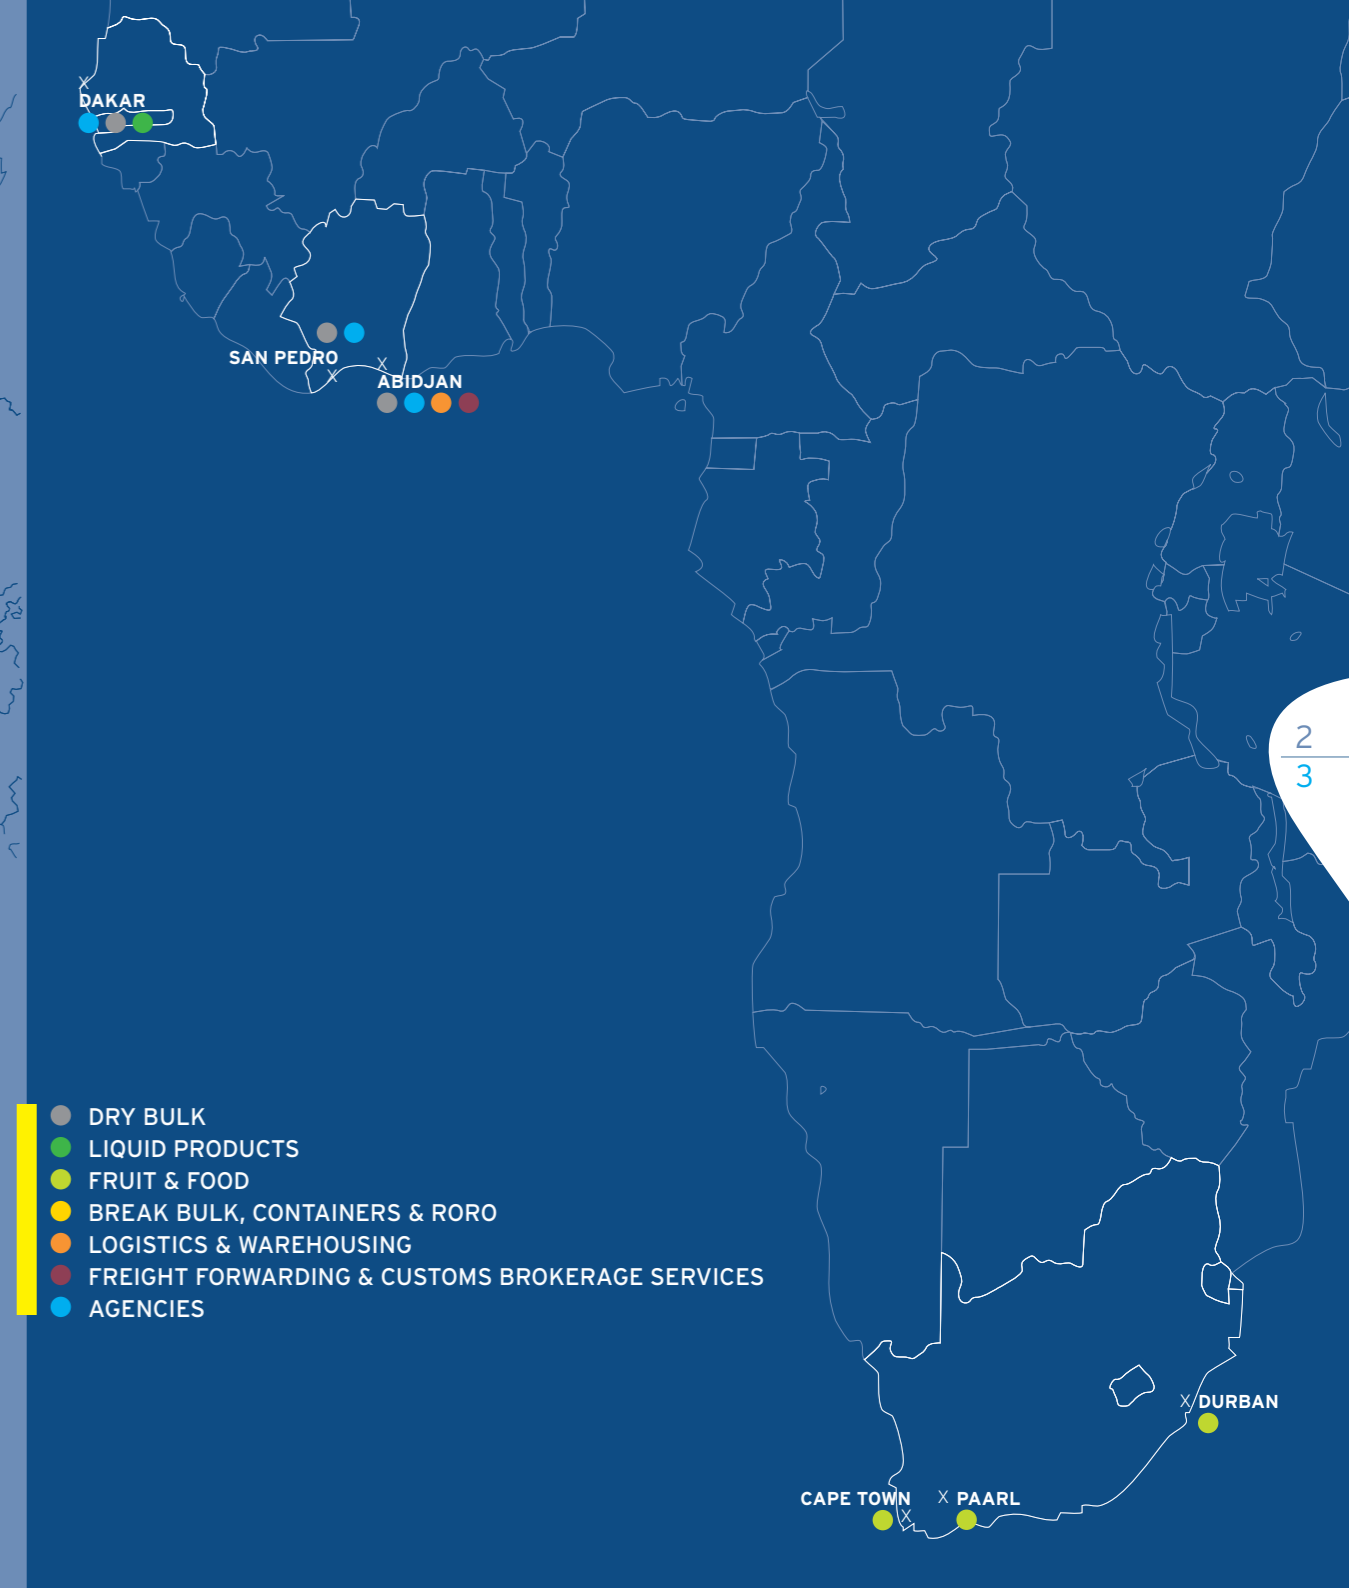 X
DAKAR
SAN PEDRO
X
X
ABIDJAN
2
3
DRY BULK
LIQUID PRODUCTS
FRUIT & FOOD
BREAK BULK, CONTAINERS & RORO
LOGISTICS & WAREHOUSING
FREIGHT FORWARDING & CUSTOMS BROKERAGE SERVICES
AGENCIES
X DURBAN
CAPE TOWN X
X PAARL